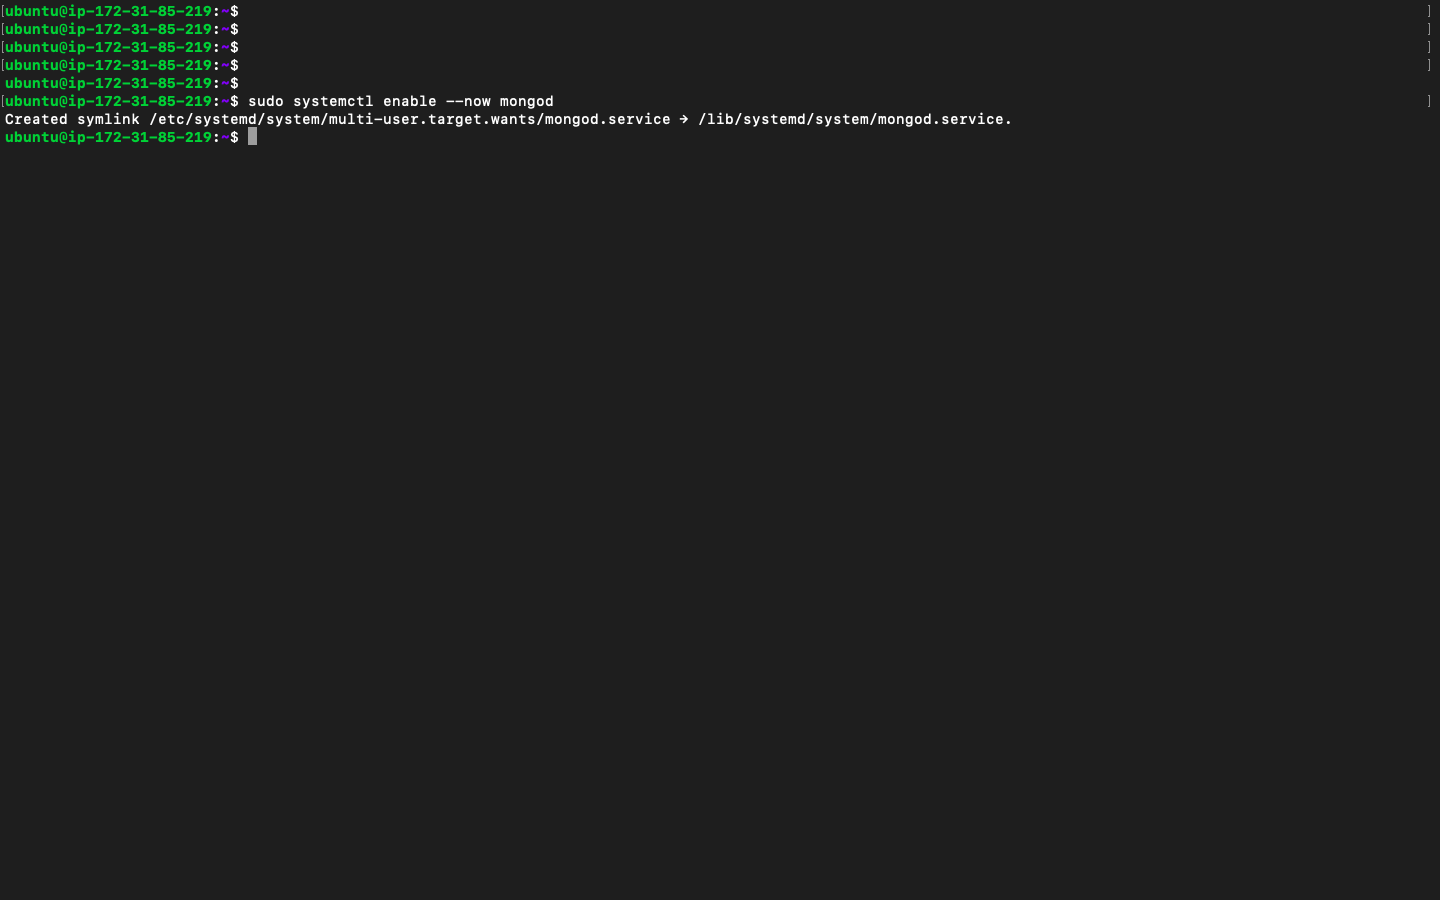 [ubuntu@ip-172-31-85-219:~$ ]
[ubuntu@ip-172-31-85-219:~$ ]
[ubuntu@ip-172-31-85-219:~$ ]
[ubuntu@ip-172-31-85-219:~$ ]
ubuntu@ip-172-31-85-219:~$
[ubuntu@ip-172-31-85-219:~$ sudo systemctl enable --now mongod ]
Created symlink /etc/systemd/system/multi-user.target.wants/mongod.service → /lib/systemd/system/mongod.service.
ubuntu@ip-172-31-85-219:~$